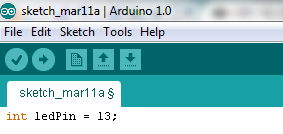 sketch_mar11a | Arduino 1.0
File Edit Sketch Tools Help
sketch_mar11a §
int ledPin = 13;